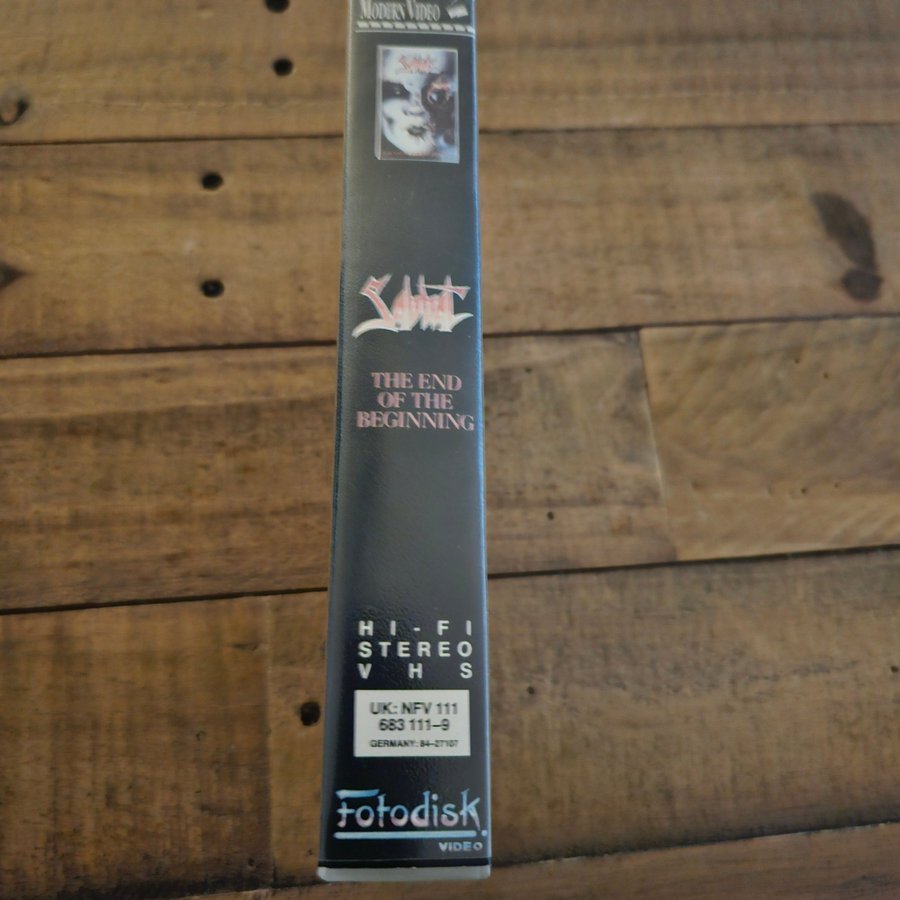 MODERN VIDEO
Sabbat
THE END
OF THE
BEGINNING
HI-FI
STEREO
VHS
UK: NFV 111
683 111-9
GERMANY: 84-27107
Fotodisk
VIDEO